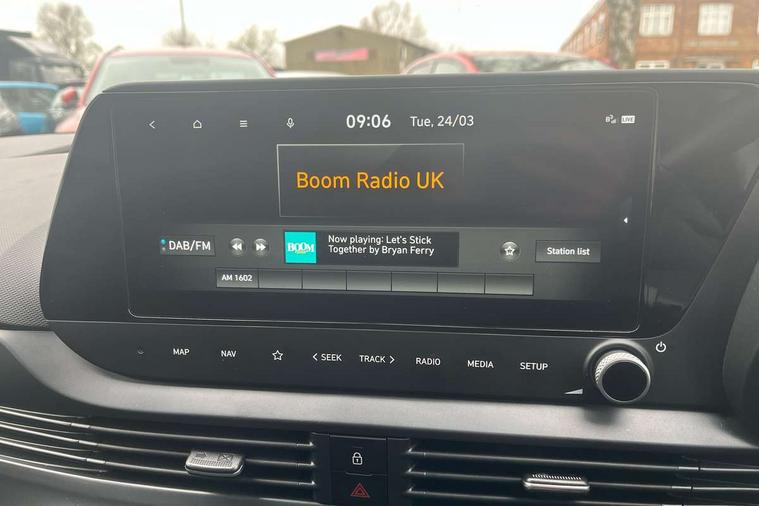 09:06 Tue, 24/03 LIVE
Boom Radio UK
DAB/FM BOOM Now playing: Let's Stick
Together by Bryan Ferry Station list
AM 1602
MAP NAV < SEEK TRACK > RADIO MEDIA SETUP